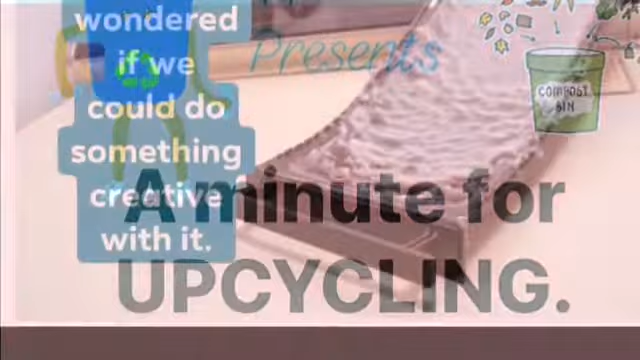 wondered
if we
could do
something
creative
with it.
Presents
COMPOST
BIN
A minute for
UPCYCLING.